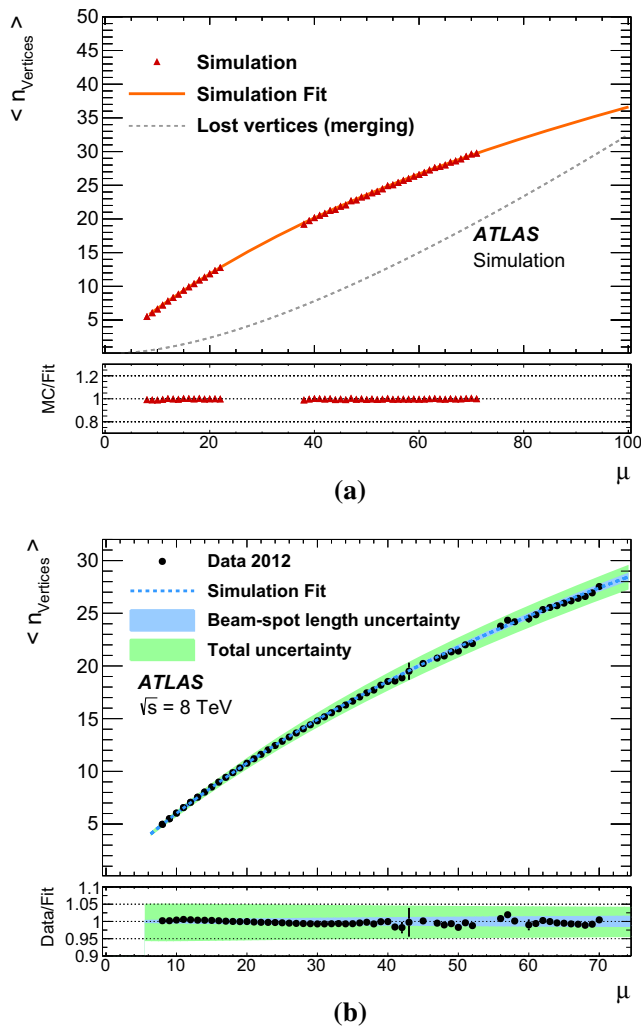 < n_Vertices >
50
45
40
35
30
25
20
15
10
5
Simulation
Simulation Fit
Lost vertices (merging)
ATLAS
Simulation
MC/Fit
1.2
1
0.8
0 20 40 60 80 100
μ
(a)
< n_Vertices >
30
25
20
15
10
5
Data 2012
Simulation Fit
Beam-spot length uncertainty
Total uncertainty
ATLAS
√s = 8 TeV
Data/Fit
1.1
1.05
1
0.95
0.9
0 10 20 30 40 50 60 70
μ
(b)